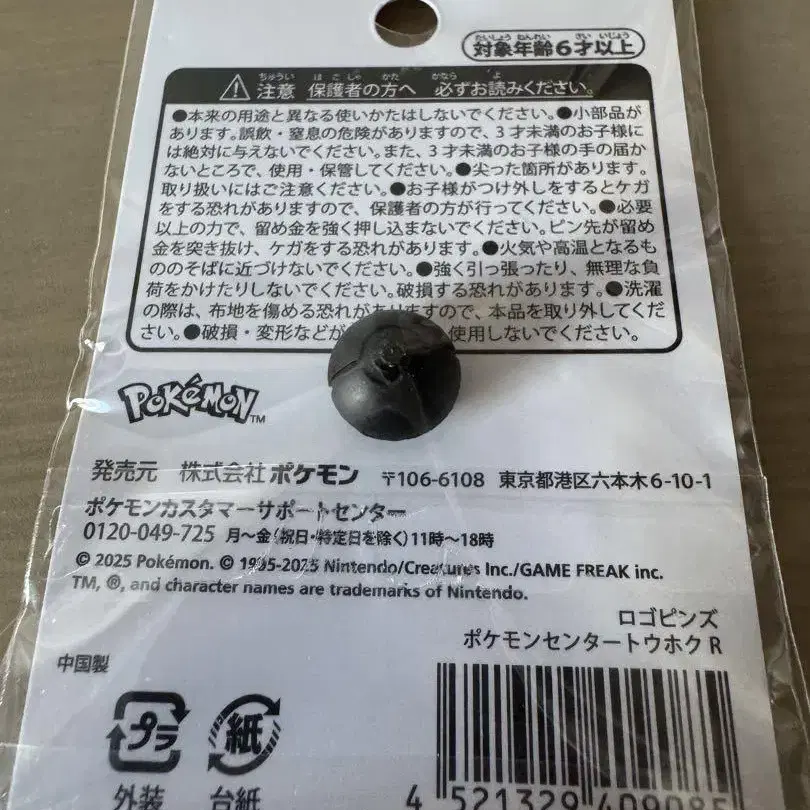 対象年齢6才以上
注意 保護者の方へ 必ずお読みください。
●本来の用途と異なる使いかたはしないでください。●小部品が
あります。誤飲・窒息の危険がありますので、3才未満のお子様に
は絶対に与えないでください。また、3才未満のお子様の手の届か
ないところで、使用・保管してください。●尖った箇所があります。
取り扱いにはご注意ください。●お子様がつけ外しをするとケガ
をする恐れがありますので、保護者の方が行ってください。●必要
以上の力で、留め金を強く押し込まないでください。ピン先が留め
金を突き抜け、ケガをする恐れがあります。●火気や高温となるも
ののそばに近づけないでください。●強く引っ張ったり、無理な負
荷をかけたりしないでください。破損する恐れがあります。●洗濯
の際は、布地を傷める恐れがありますので、本品を取り外してくださ
い。●破損・変形などが 使用しないでください。
POKéMON TM
発売元 株式会社 ポケモン 〒106-6108 東京都港区六本木6-10-1
ポケモンカスタマーサポートセンター
0120-049-725 月～金(祝日・特定日を除く)11時～18時
© 2025 Pokémon. © 1995-2025 Nintendo/Creatures Inc./GAME FREAK inc.
TM, ®, and character names are trademarks of Nintendo.
ロゴピンズ
ポケモンセンタートウホク R
中国製
プラ 紙
外装 台紙
4 521329 409085